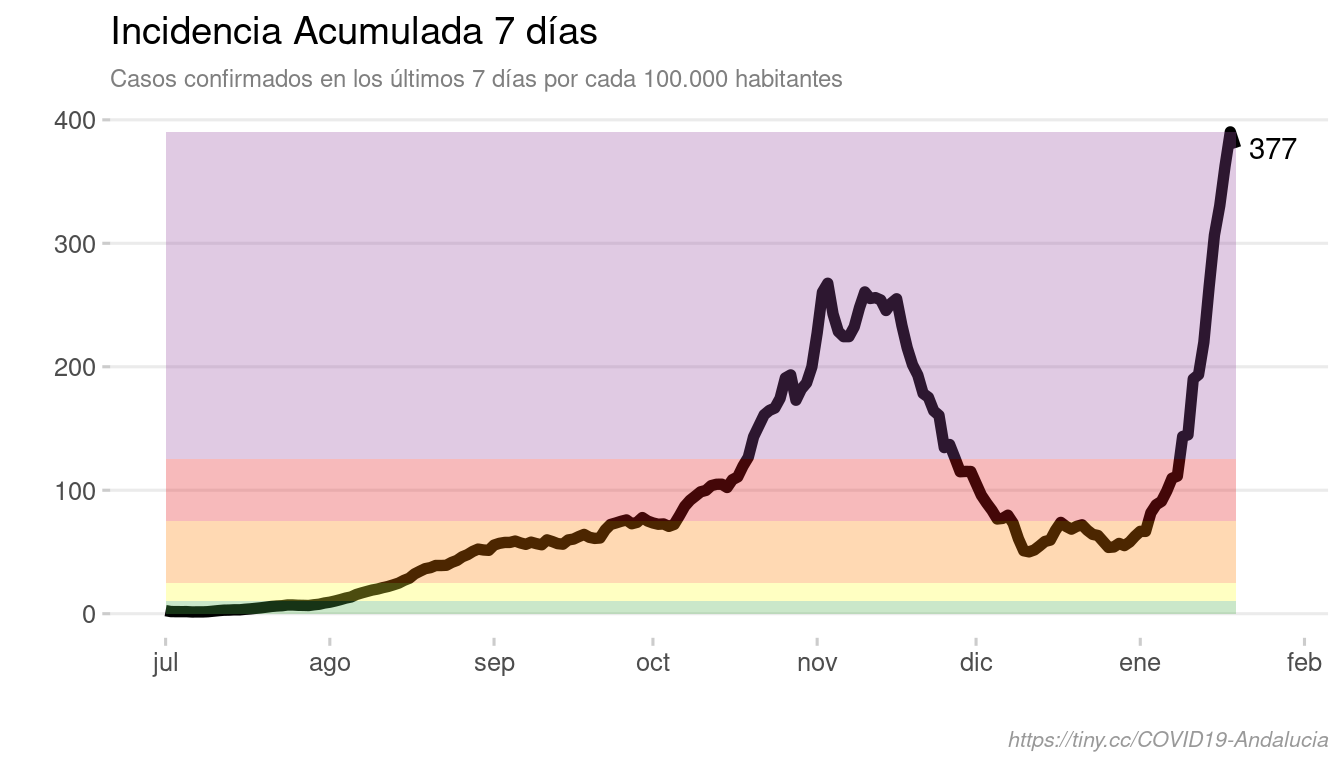 Incidencia Acumulada 7 días
Casos confirmados en los últimos 7 días por cada 100.000 habitantes
400
377
300
200
100
0
jul ago sep oct nov dic ene feb
https://tiny.cc/COVID19-Andalucia